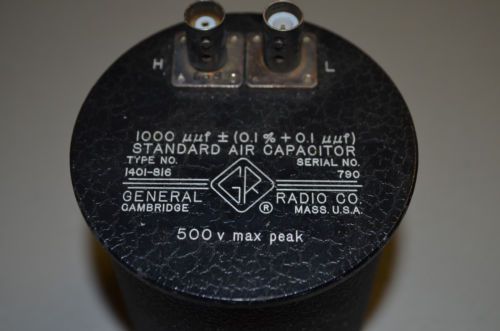 H L
1000 μμf ± (0.1% + 0.1 μμf)
STANDARD AIR CAPACITOR
TYPE NO. SERIAL NO.
1401-816 790
GR
GENERAL RADIO CO.
CAMBRIDGE ® MASS. U.S.A.
500 v max peak